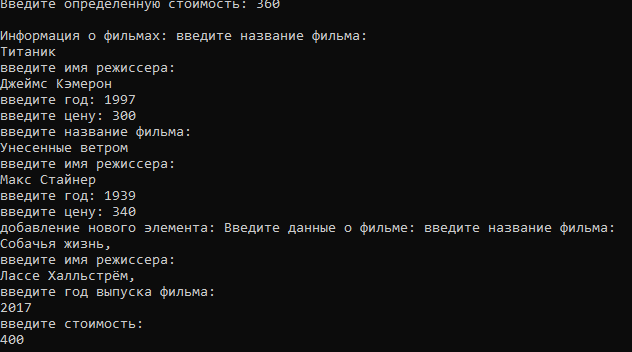 Введите определенную стоимость: 360
Информация о фильмах: введите название фильма:
Титаник
введите имя режиссера:
Джеймс Кэмерон
введите год: 1997
введите цену: 300
введите название фильма:
Унесенные ветром
введите имя режиссера:
Макс Стайнер
введите год: 1939
введите цену: 340
добавление нового элемента: Введите данные о фильме: введите название фильма:
Собачья жизнь,
введите имя режиссера:
Лассе Халльстрём,
введите год выпуска фильма:
2017
введите стоимость:
400